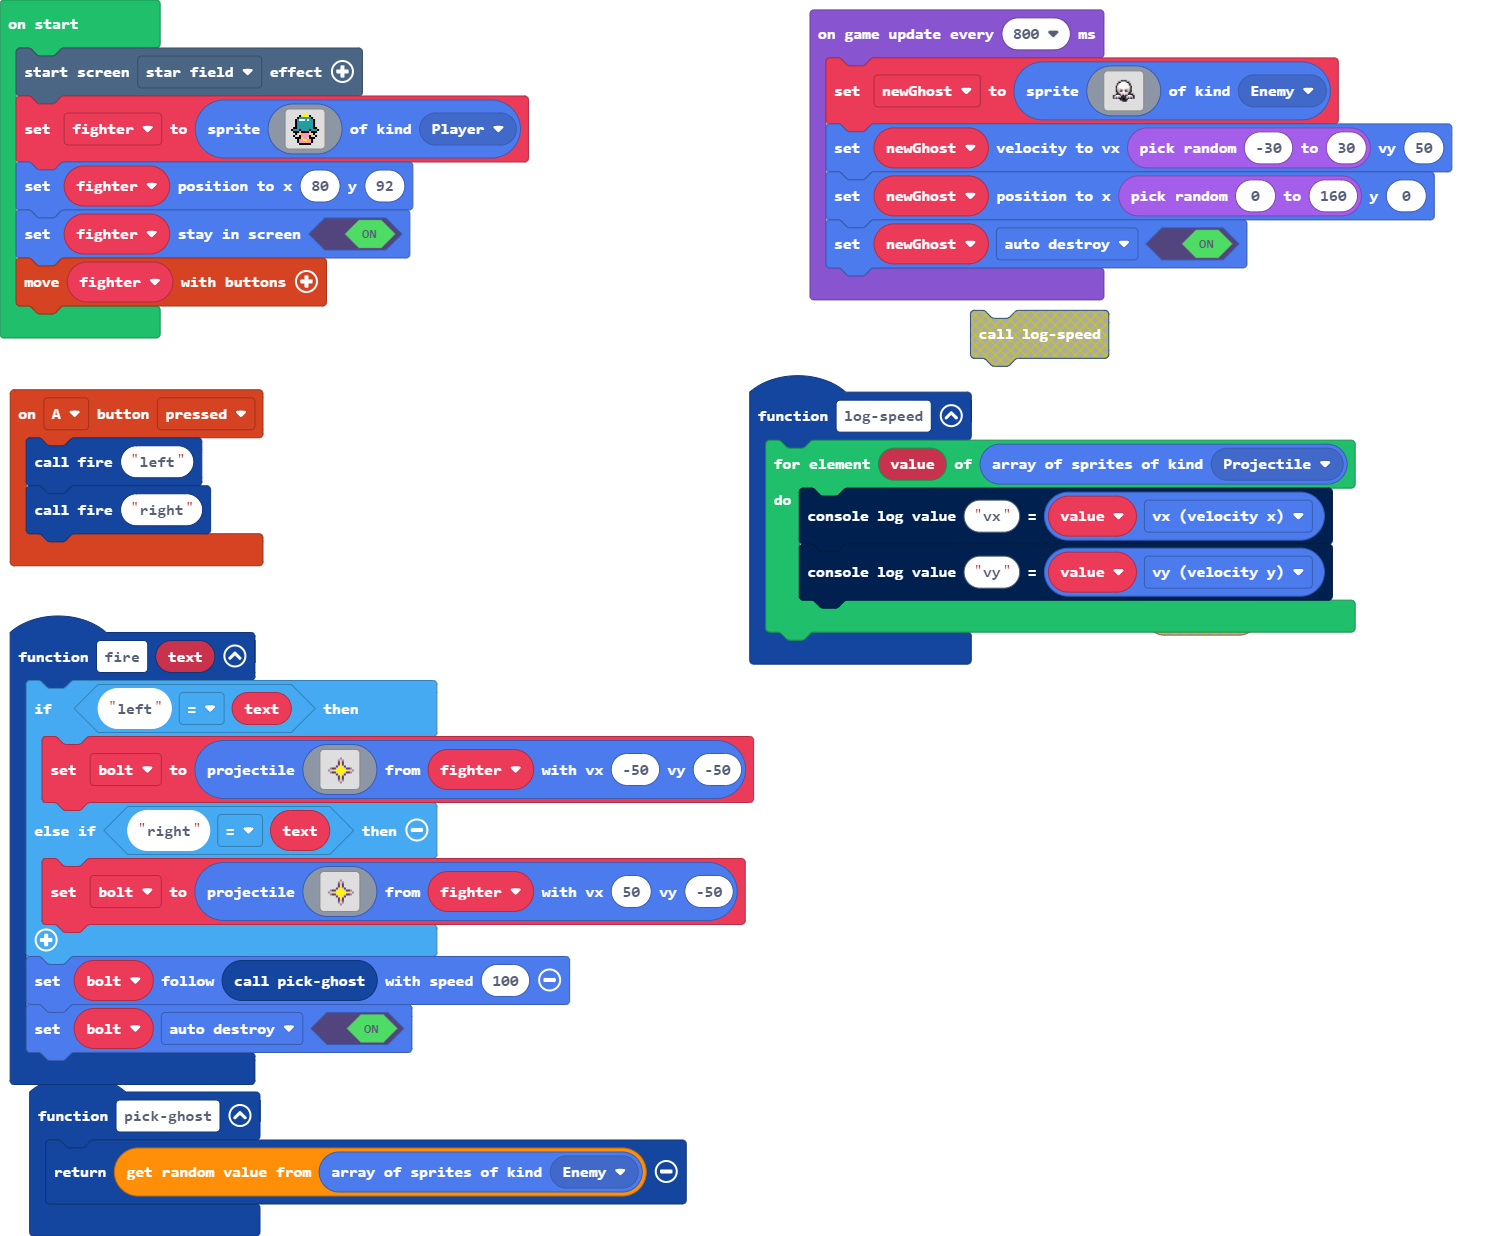 on start
start screen star field effect
set fighter to sprite of kind Player
set fighter position to x 80 y 92
set fighter stay in screen ON
move fighter with buttons
on game update every 800 ms
set newGhost to sprite of kind Enemy
set newGhost velocity to vx pick random -30 to 30 vy 50
set newGhost position to x pick random 0 to 160 y 0
set newGhost auto destroy ON
call log-speed
on A button pressed
call fire "left"
call fire "right"
function log-speed
for element value of array of sprites of kind Projectile
do
console log value "vx" = value vx (velocity x)
console log value "vy" = value vy (velocity y)
function fire text
if "left" = text then
set bolt to projectile from fighter with vx -50 vy -50
else if "right" = text then
set bolt to projectile from fighter with vx 50 vy -50
set bolt follow call pick-ghost with speed 100
set bolt auto destroy ON
function pick-ghost
return get random value from array of sprites of kind Enemy